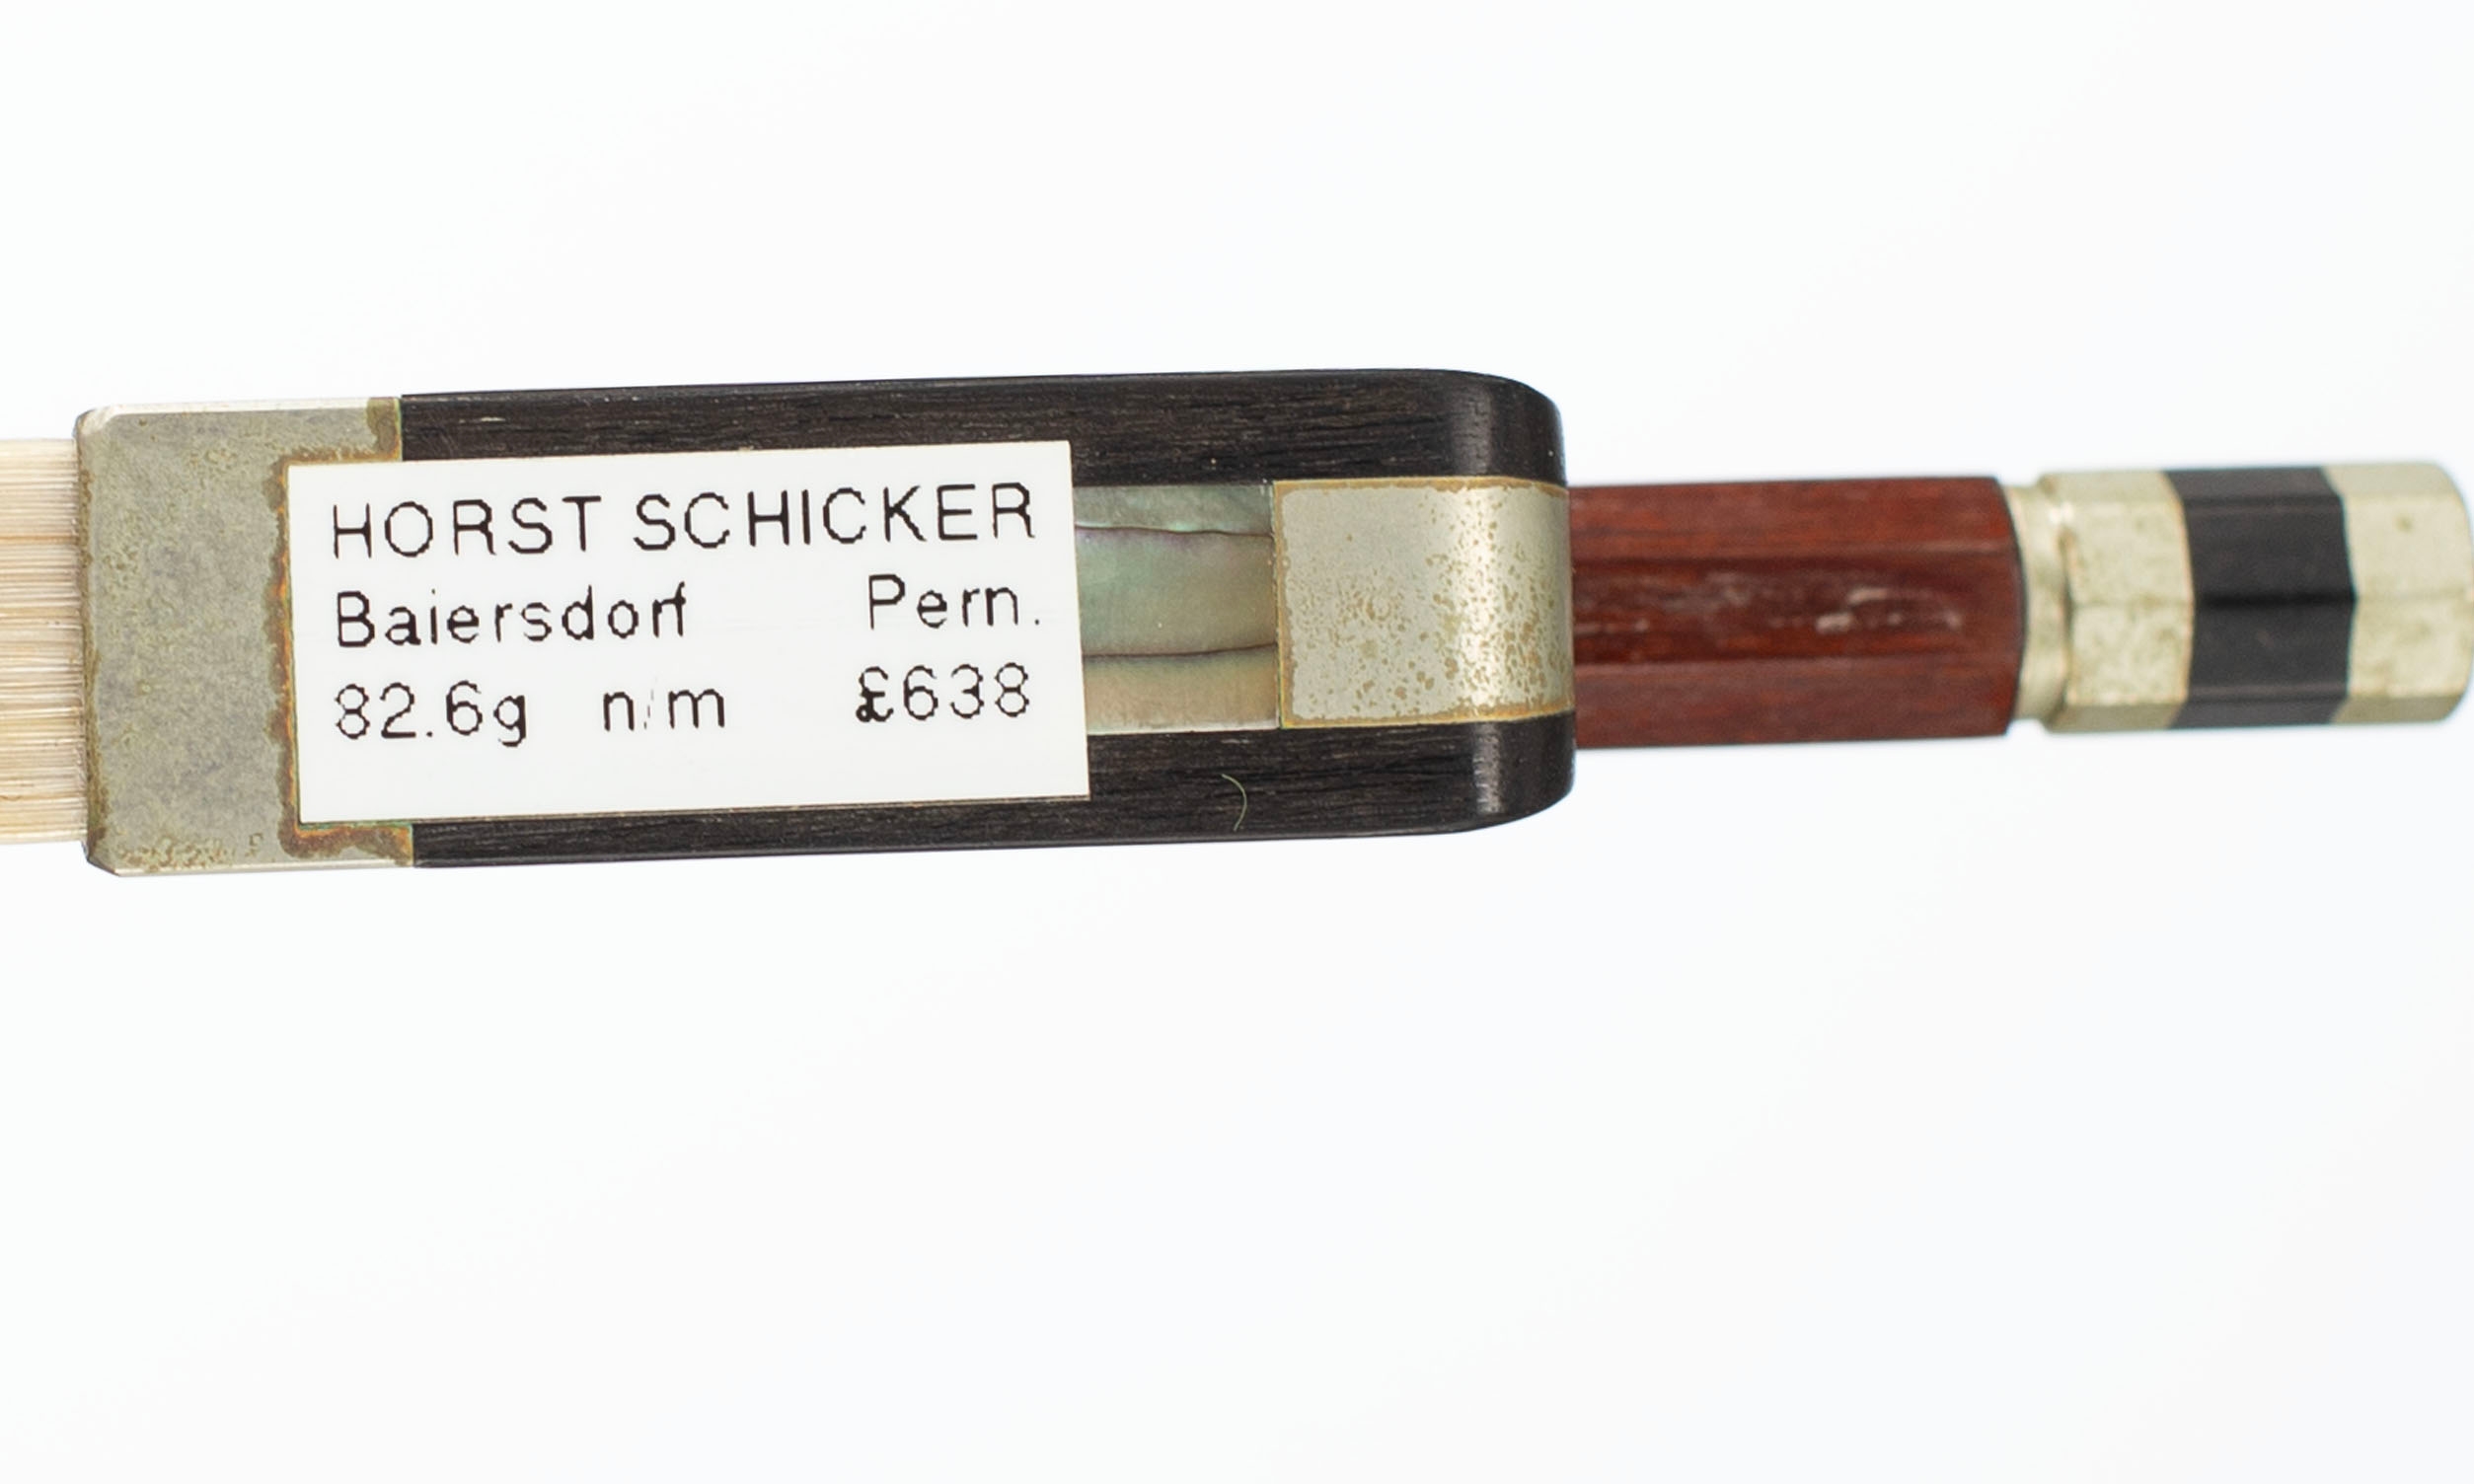 HORST SCHICKER
Baiersdorf Pern.
82.6g n/m £638